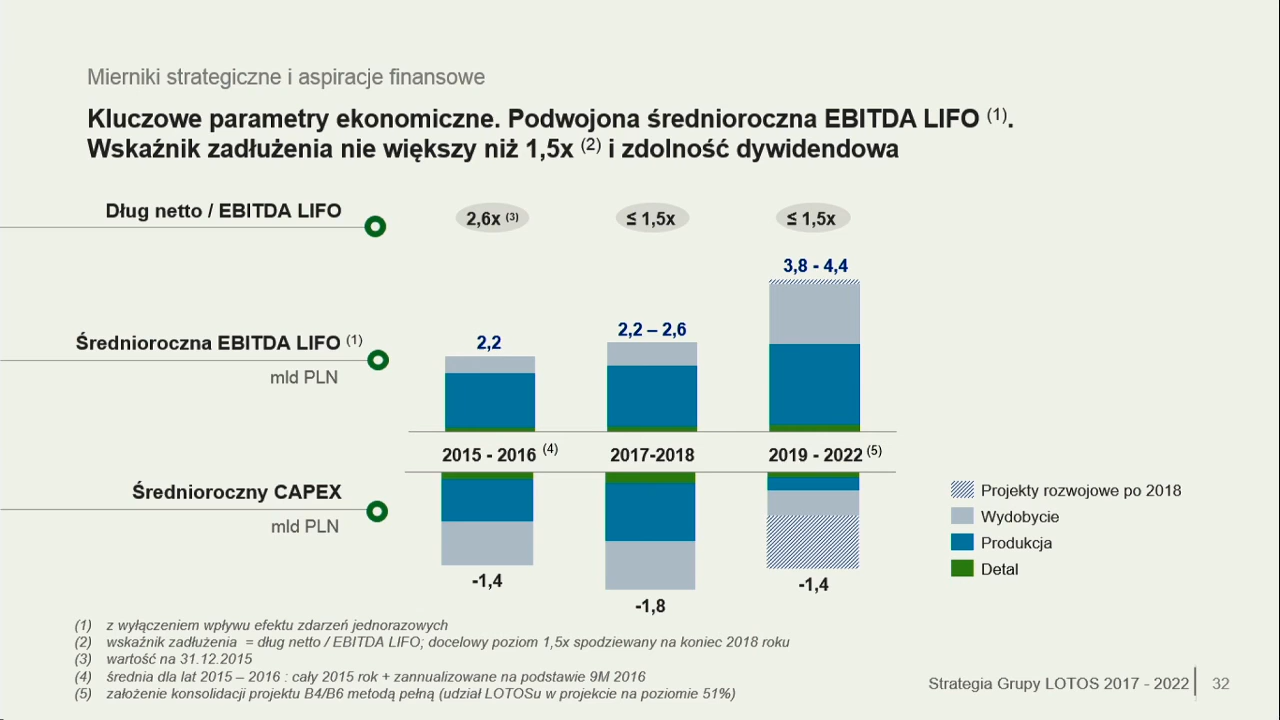 Mierniki strategiczne i aspiracje finansowe
Kluczowe parametry ekonomiczne. Podwojona średnioroczna EBITDA LIFO (1).
Wskaźnik zadłużenia nie większy niż 1,5x (2) i zdolność dywidendowa
Dług netto / EBITDA LIFO
2,6x (3)
≤ 1,5x
≤ 1,5x
3,8 - 4,4
2,2 – 2,6
2,2
Średnioroczna EBITDA LIFO (1)
mld PLN
2015 - 2016 (4)
2017-2018
2019 - 2022 (5)
Średnioroczny CAPEX
mld PLN
-1,4
-1,8
-1,4
Projekty rozwojowe po 2018
Wydobycie
Produkcja
Detal
(1) z wyłączeniem wpływu efektu zdarzeń jednorazowych
(2) wskaźnik zadłużenia = dług netto / EBITDA LIFO; docelowy poziom 1,5x spodziewany na koniec 2018 roku
(3) wartość na 31.12.2015
(4) średnia dla lat 2015 – 2016 : cały 2015 rok + zannualizowane na podstawie 9M 2016
(5) założenie konsolidacji projektu B4/B6 metodą pełną (udział LOTOSu w projekcie na poziomie 51%)
Strategia Grupy LOTOS 2017 - 2022 32